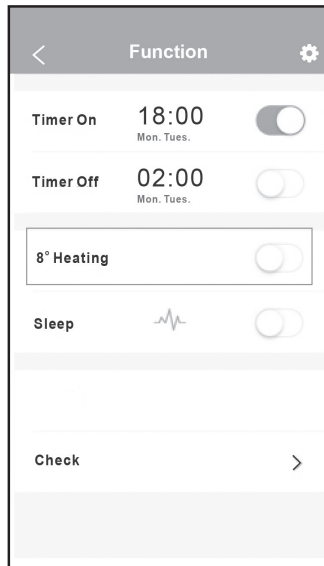 Function
Timer On 18:00
Mon. Tues.
Timer Off 02:00
Mon. Tues.
8° Heating
Sleep
Check